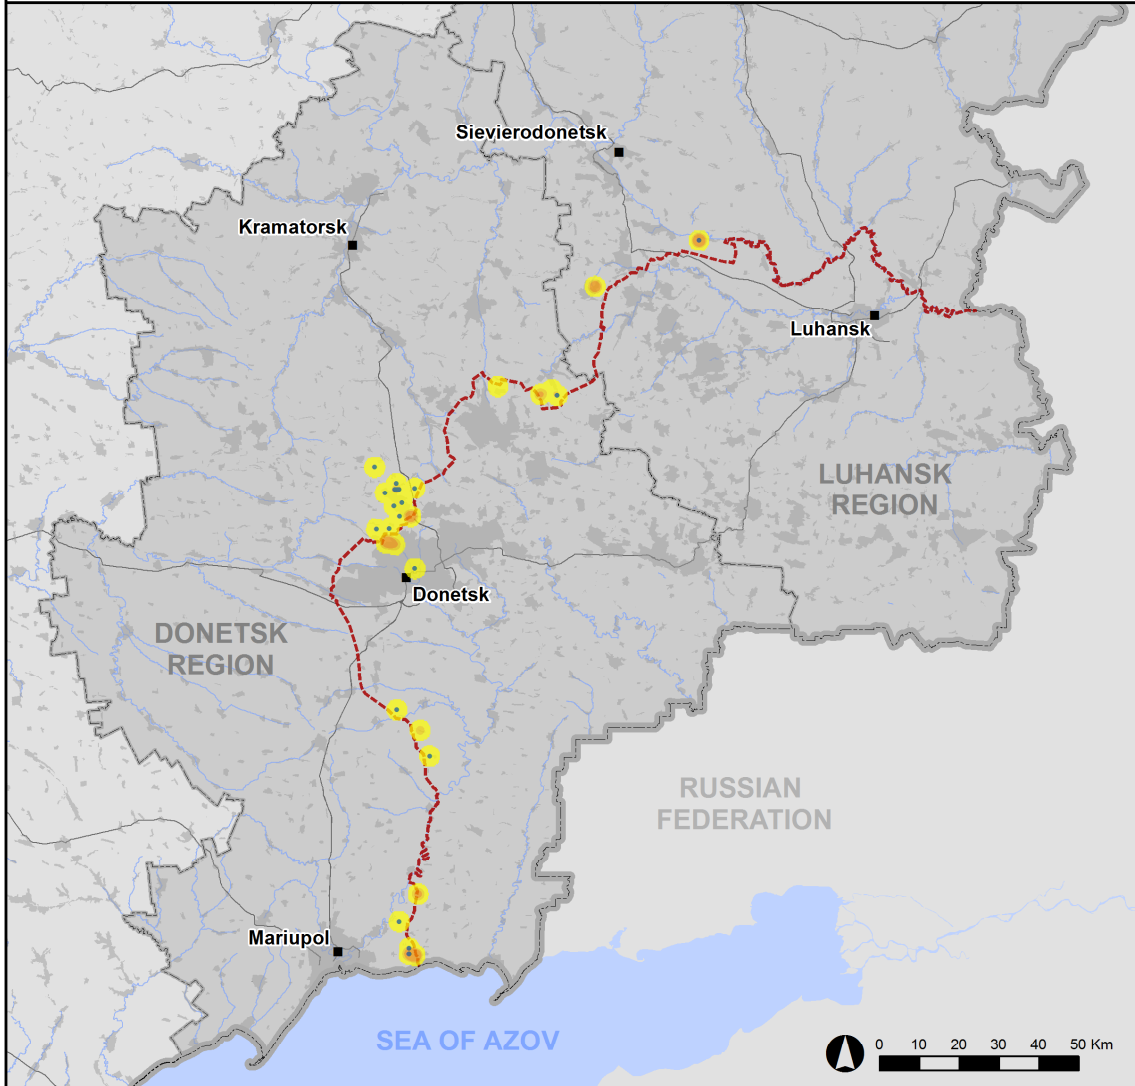 Sievierodonetsk
Kramatorsk
Luhansk
LUHANSK
REGION
Donetsk
DONETSK
REGION
RUSSIAN
FEDERATION
Mariupol
SEA OF AZOV
0 10 20 30 40 50 Km